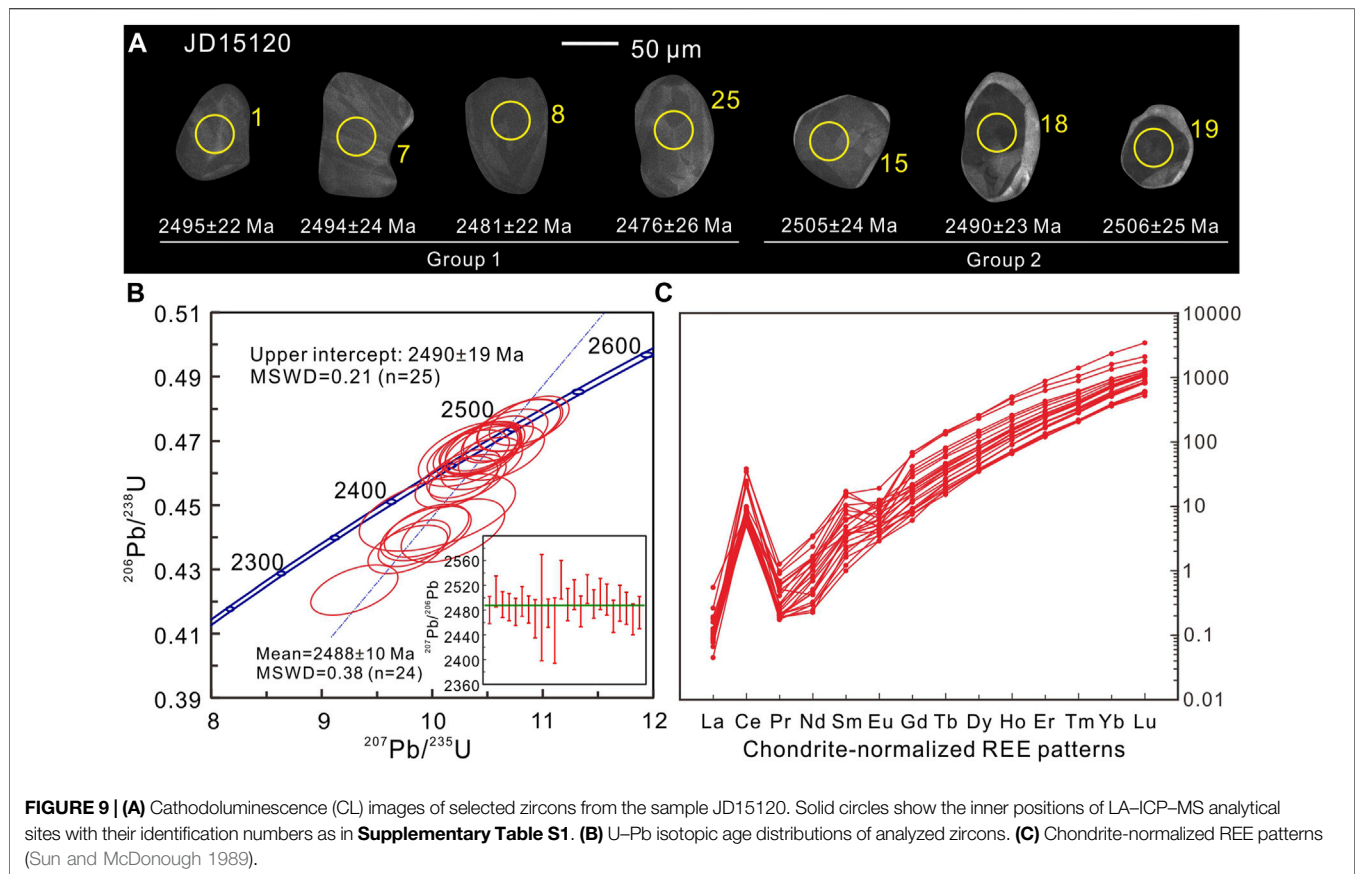 A JD15120 50 μm
1 7 8 25 15 18 19
2495±22 Ma 2494±24 Ma 2481±22 Ma 2476±26 Ma 2505±24 Ma 2490±23 Ma 2506±25 Ma
Group 1 Group 2
B
0.51
0.49
0.47
0.45
0.43
0.41
0.39
206Pb/238U
Upper intercept: 2490±19 Ma
MSWD=0.21 (n=25)
2600
2500
2400
2300
Mean=2488±10 Ma
MSWD=0.38 (n=24)
207Pb/206Pb
2560
2520
2480
2440
2400
2360
8 9 10 11 12
207Pb/235U
C
10000
1000
100
10
1
0.1
0.01
La Ce Pr Nd Sm Eu Gd Tb Dy Ho Er Tm Yb Lu
Chondrite-normalized REE patterns
FIGURE 9 | (A) Cathodoluminescence (CL) images of selected zircons from the sample JD15120. Solid circles show the inner positions of LA–ICP–MS analytical
sites with their identification numbers as in Supplementary Table S1. (B) U–Pb isotopic age distributions of analyzed zircons. (C) Chondrite-normalized REE patterns
(Sun and McDonough 1989).